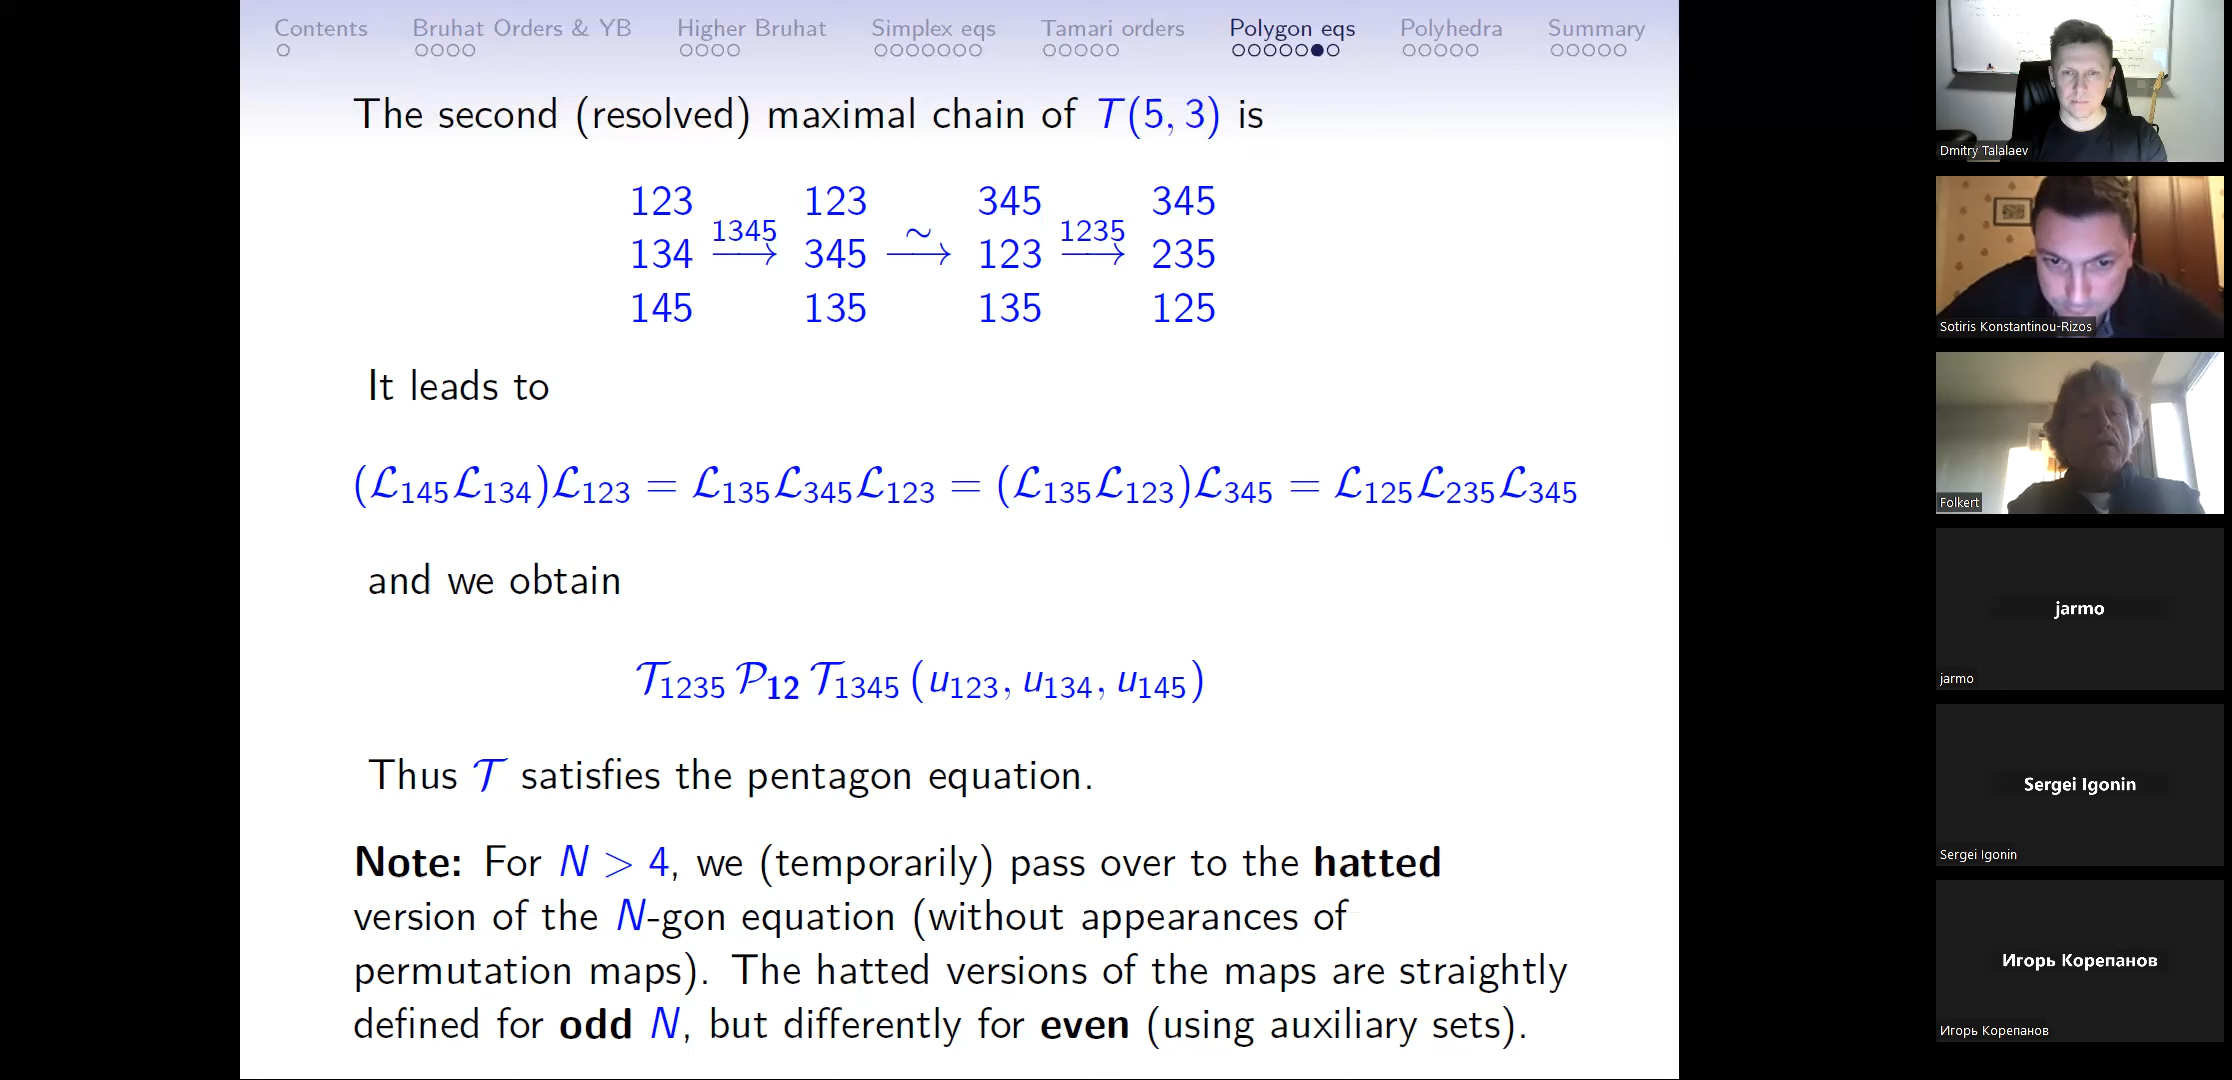 Contents Bruhat Orders & YB Higher Bruhat Simplex eqs Tamari orders Polygon eqs Polyhedra Summary
The second (resolved) maximal chain of T(5, 3) is
123 123 345 345
1345 ∼ 1235
134 ⟶ 345 ⟶ 123 ⟶ 235
145 135 135 125
It leads to
(ℒ₁₄₅ℒ₁₃₄)ℒ₁₂₃ = ℒ₁₃₅ℒ₃₄₅ℒ₁₂₃ = (ℒ₁₃₅ℒ₁₂₃)ℒ₃₄₅ = ℒ₁₂₅ℒ₂₃₅ℒ₃₄₅
and we obtain
𝒯₁₂₃₅ 𝒫₁₂ 𝒯₁₃₄₅ (u₁₂₃, u₁₃₄, u₁₄₅)
Thus 𝒯 satisfies the pentagon equation.
Note: For N > 4, we (temporarily) pass over to the hatted
version of the N-gon equation (without appearances of
permutation maps). The hatted versions of the maps are straightly
defined for odd N, but differently for even (using auxiliary sets).
Dmitry Talalaev
Sotiris Konstantinou-Rizos
Folkert
jarmo
jarmo
Sergei Igonin
Sergei Igonin
Игорь Корепанов
Игорь Корепанов